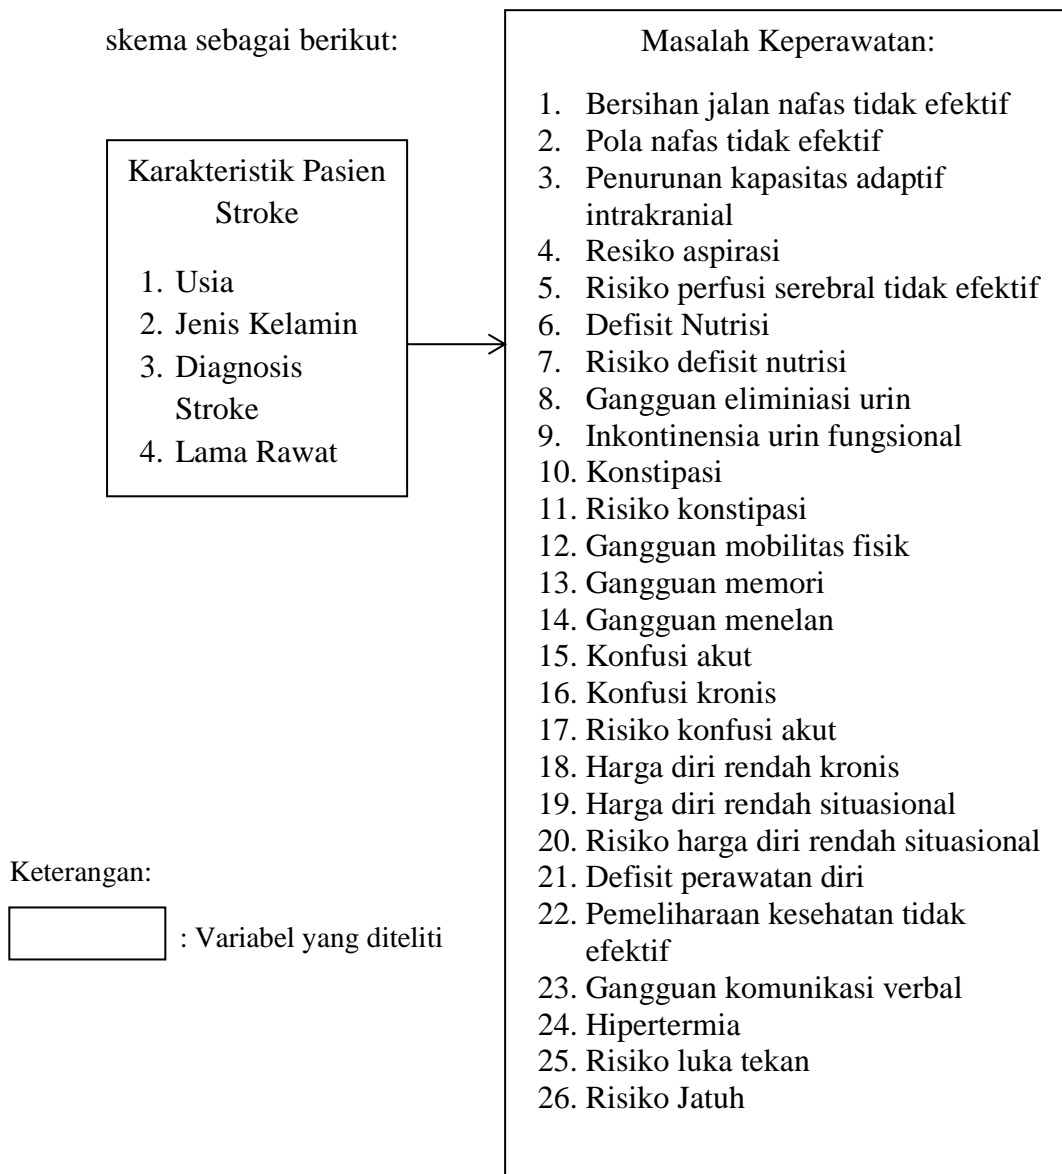 skema sebagai berikut:
Karakteristik Pasien
Stroke
1. Usia
2. Jenis Kelamin
3. Diagnosis
Stroke
4. Lama Rawat
Masalah Keperawatan:
1. Bersihan jalan nafas tidak efektif
2. Pola nafas tidak efektif
3. Penurunan kapasitas adaptif
intrakranial
4. Resiko aspirasi
5. Risiko perfusi serebral tidak efektif
6. Defisit Nutrisi
7. Risiko defisit nutrisi
8. Gangguan eliminiasi urin
9. Inkontinensia urin fungsional
10. Konstipasi
11. Risiko konstipasi
12. Gangguan mobilitas fisik
13. Gangguan memori
14. Gangguan menelan
15. Konfusi akut
16. Konfusi kronis
17. Risiko konfusi akut
18. Harga diri rendah kronis
19. Harga diri rendah situasional
20. Risiko harga diri rendah situasional
21. Defisit perawatan diri
22. Pemeliharaan kesehatan tidak
efektif
23. Gangguan komunikasi verbal
24. Hipertermia
25. Risiko luka tekan
26. Risiko Jatuh
Keterangan:
: Variabel yang diteliti